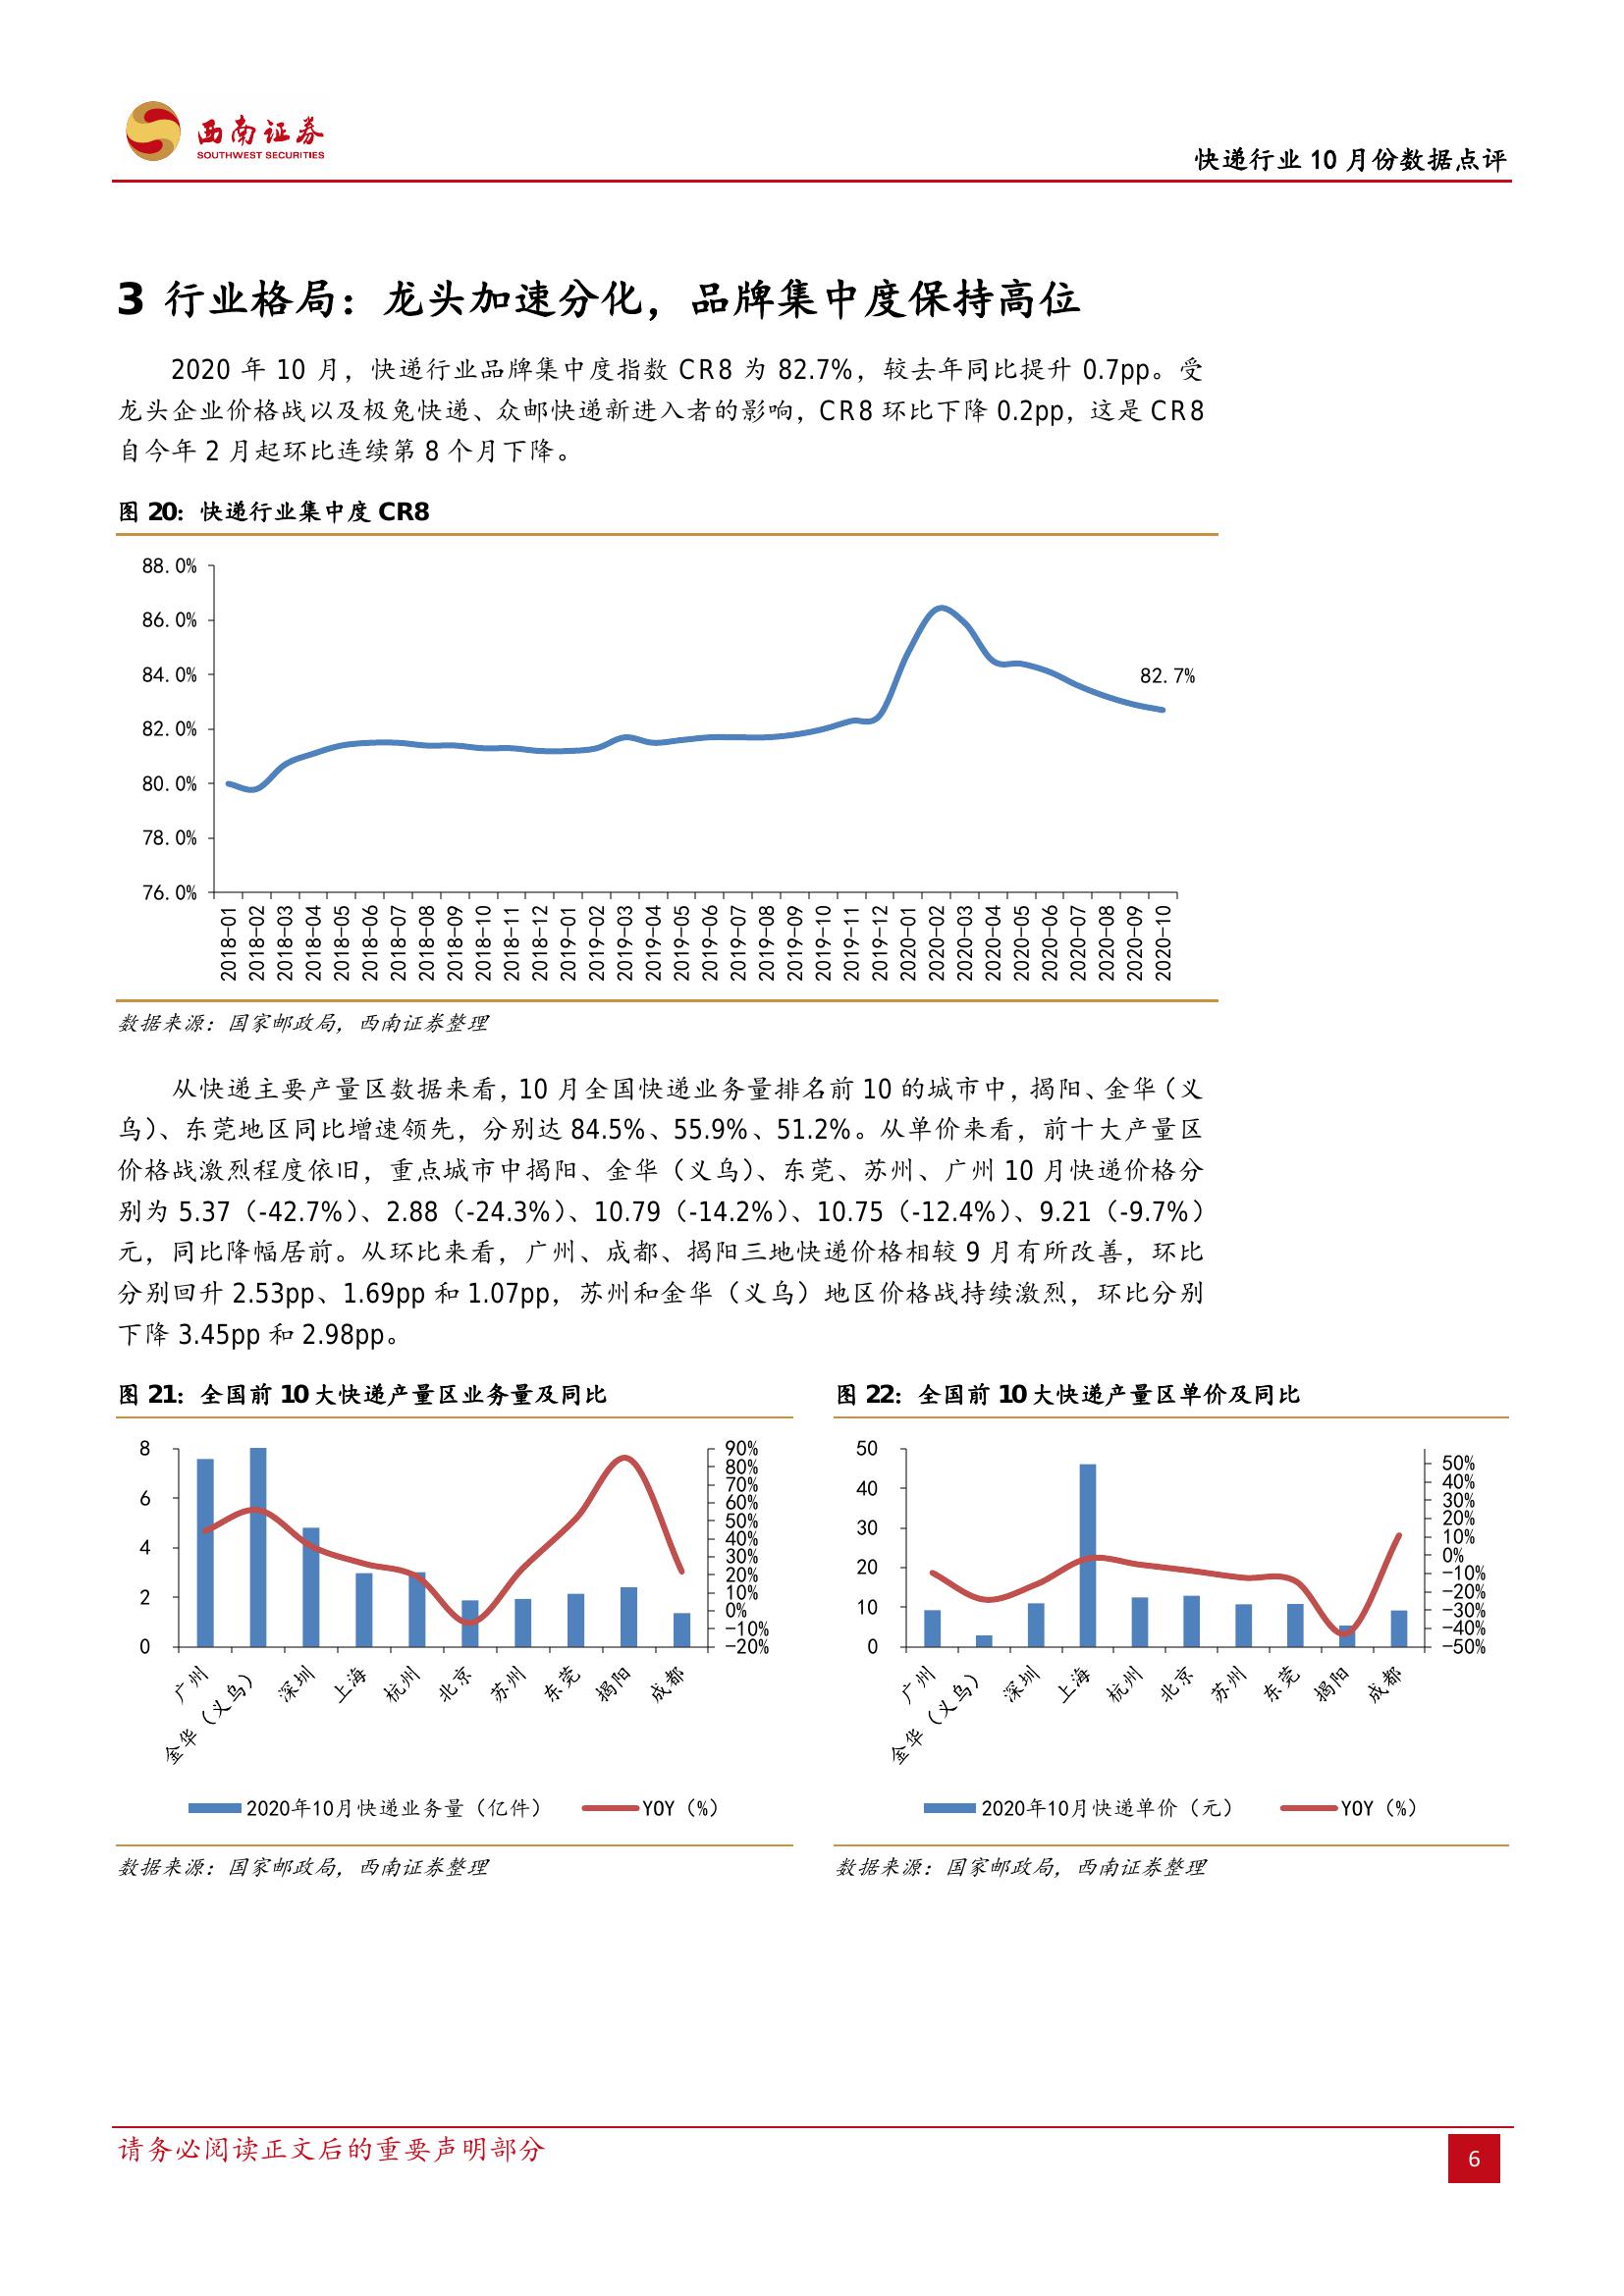 西南证券
SOUTHWEST SECURITIES
快递行业 10 月份数据点评
3 行业格局：龙头加速分化，品牌集中度保持高位
2020 年 10 月，快递行业品牌集中度指数 CR8 为 82.7%，较去年同比提升 0.7pp。受
龙头企业价格战以及极兔快递、众邮快递新进入者的影响，CR8 环比下降 0.2pp，这是 CR8
自今年 2 月起环比连续第 8 个月下降。
图 20：快递行业集中度 CR8
88.0%
86.0%
84.0%
82.0%
80.0%
78.0%
76.0%
82.7%
2018-01
2018-02
2018-03
2018-04
2018-05
2018-06
2018-07
2018-08
2018-09
2018-10
2018-11
2018-12
2019-01
2019-02
2019-03
2019-04
2019-05
2019-06
2019-07
2019-08
2019-09
2019-10
2019-11
2019-12
2020-01
2020-02
2020-03
2020-04
2020-05
2020-06
2020-07
2020-08
2020-09
2020-10
数据来源：国家邮政局，西南证券整理
从快递主要产量区数据来看，10 月全国快递业务量排名前 10 的城市中，揭阳、金华（义
乌）、东莞地区同比增速领先，分别达 84.5%、55.9%、51.2%。从单价来看，前十大产量区
价格战激烈程度依旧，重点城市中揭阳、金华（义乌）、东莞、苏州、广州 10 月快递价格分
别为 5.37（-42.7%）、2.88（-24.3%）、10.79（-14.2%）、10.75（-12.4%）、9.21（-9.7%）
元，同比降幅居前。从环比来看，广州、成都、揭阳三地快递价格相较 9 月有所改善，环比
分别回升 2.53pp、1.69pp 和 1.07pp，苏州和金华（义乌）地区价格战持续激烈，环比分别
下降 3.45pp 和 2.98pp。
图 21：全国前 10 大快递产量区业务量及同比
8
6
4
2
0
90%
80%
70%
60%
50%
40%
30%
20%
10%
0%
-10%
-20%
广州
金华（义乌）
深圳
上海
杭州
北京
苏州
东莞
揭阳
成都
2020年10月快递业务量（亿件）
YOY（%）
数据来源：国家邮政局，西南证券整理
图 22：全国前 10 大快递产量区单价及同比
50
40
30
20
10
0
50%
40%
30%
20%
10%
0%
-10%
-20%
-30%
-40%
-50%
广州
金华（义乌）
深圳
上海
杭州
北京
苏州
东莞
揭阳
成都
2020年10月快递单价（元）
YOY（%）
数据来源：国家邮政局，西南证券整理
请务必阅读正文后的重要声明部分
6